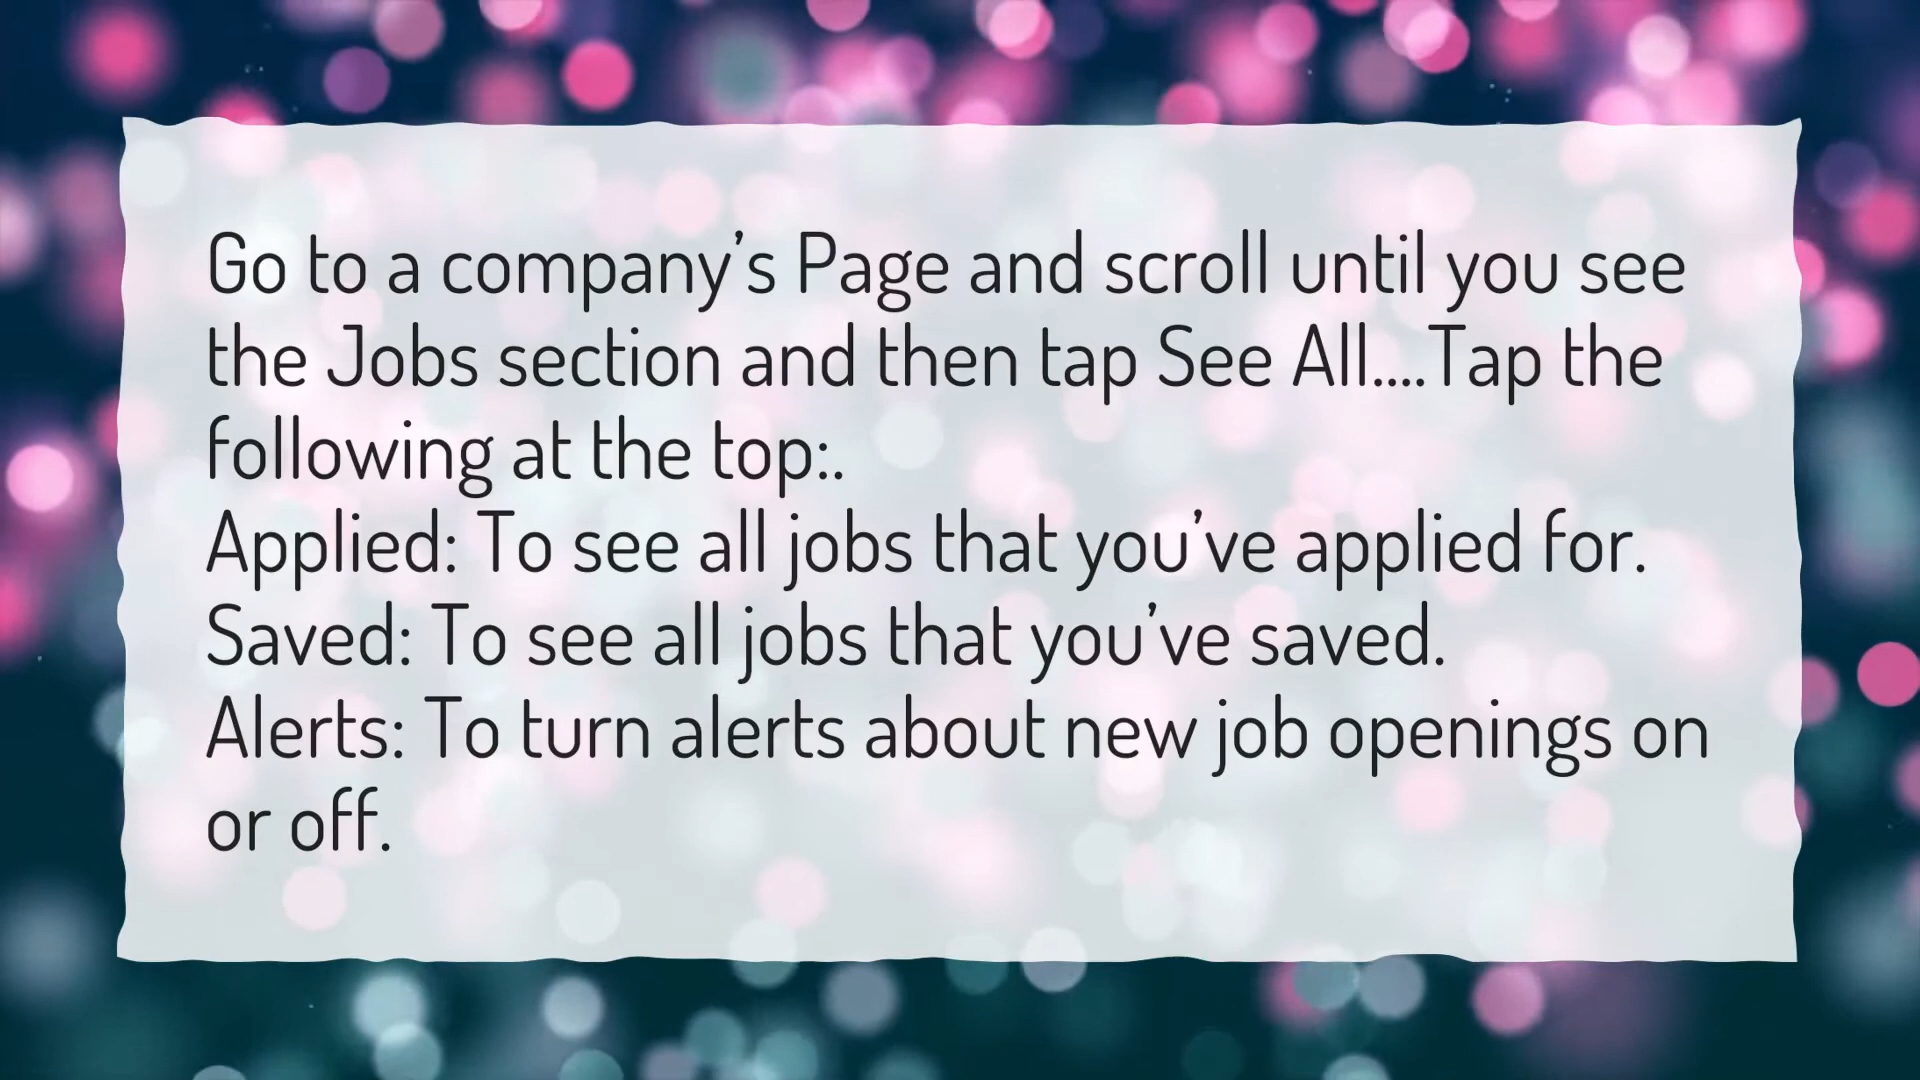 Go to a company’s Page and scroll until you see
the Jobs section and then tap See All....Tap the
following at the top:.
Applied: To see all jobs that you’ve applied for.
Saved: To see all jobs that you’ve saved.
Alerts: To turn alerts about new job openings on
or off.